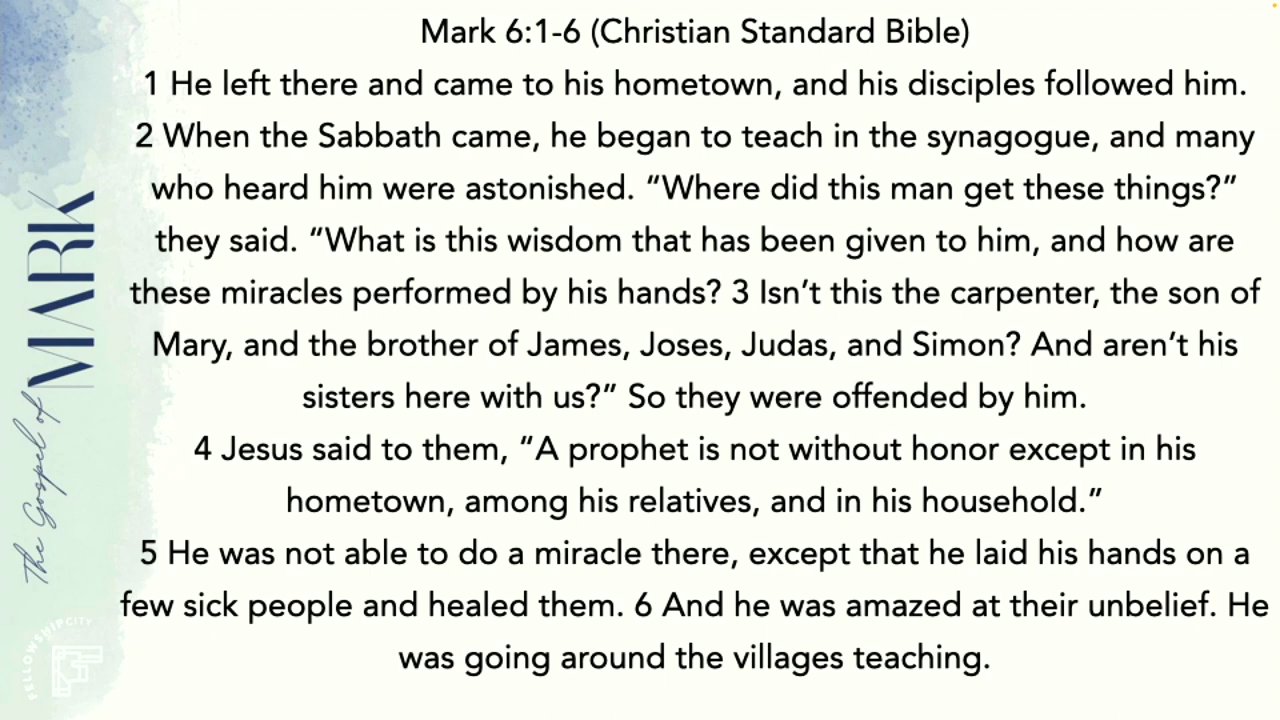 Mark 6:1-6 (Christian Standard Bible)
1 He left there and came to his hometown, and his disciples followed him.
2 When the Sabbath came, he began to teach in the synagogue, and many
who heard him were astonished. “Where did this man get these things?”
they said. “What is this wisdom that has been given to him, and how are
these miracles performed by his hands? 3 Isn’t this the carpenter, the son of
Mary, and the brother of James, Joses, Judas, and Simon? And aren’t his
sisters here with us?” So they were offended by him.
4 Jesus said to them, “A prophet is not without honor except in his
hometown, among his relatives, and in his household.”
5 He was not able to do a miracle there, except that he laid his hands on a
few sick people and healed them. 6 And he was amazed at their unbelief. He
was going around the villages teaching.
The Gospel of
MARK
FELLOWSHIPCITY